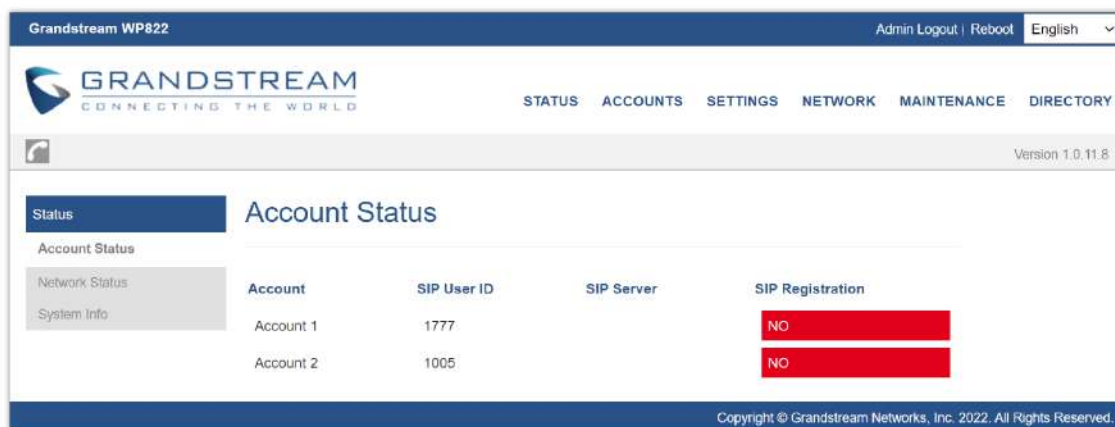 Grandstream WP822
Admin Logout | Reboot English
GRANDSTREAM
CONNECTING THE WORLD
STATUS ACCOUNTS SETTINGS NETWORK MAINTENANCE DIRECTORY
Version 1.0.11.8
Status
Account Status
Network Status
System Info
Account Status
Account SIP User ID SIP Server SIP Registration
Account 1 1777 NO
Account 2 1005 NO
Copyright © Grandstream Networks, Inc. 2022. All Rights Reserved.